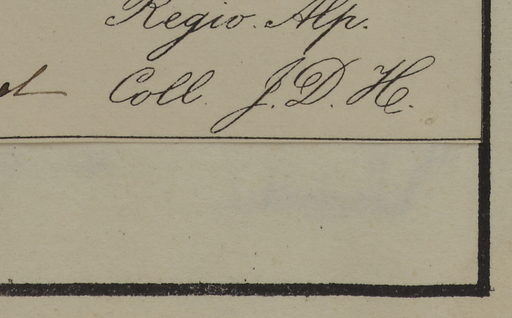 Regio. Alp.
Coll. J. D. H.